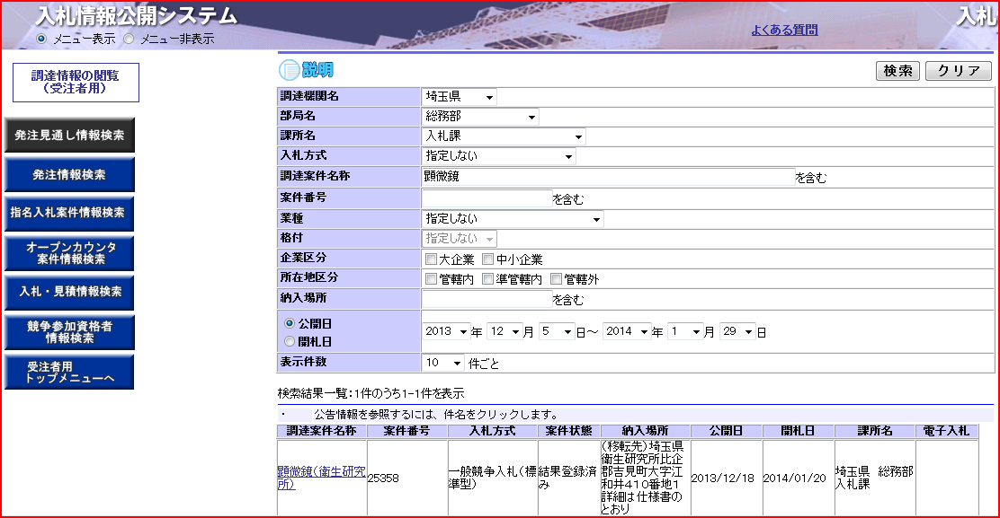 入札情報公開システム
入札
メニュー表示 メニュー非表示
よくある質問
調達情報の閲覧
（受注者用）
発注見通し情報検索
発注情報検索
指名入札案件情報検索
オープンカウンタ
案件情報検索
入札・見積情報検索
競争参加資格者
情報検索
受注者用
トップメニューへ
説明
検索 クリア
調達機関名 埼玉県
部局名 総務部
課所名 入札課
入札方式 指定しない
調達案件名称 顕微鏡 を含む
案件番号 を含む
業種 指定しない
格付 指定しない
企業区分 大企業 中小企業
所在地区分 管轄内 準管轄内 管轄外
納入場所 を含む
公開日
開札日
2013 年 12 月 5 日～ 2014 年 1 月 29 日
表示件数 10 件ごと
検索結果一覧：1件のうち1-1件を表示
・ 公告情報を参照するには、件名をクリックします。
調達案件名称 案件番号 入札方式 案件状態 納入場所 公開日 開札日 課所名 電子入札
顕微鏡（衛生研究
所）
25358
一般競争入札（標
準型）
結果登録済
み
（移転先）埼玉県
衛生研究所比企
郡吉見町大字江
和井４１０番地１
詳細は仕様書の
とおり
2013/12/18
2014/01/20
埼玉県　総務部
入札課